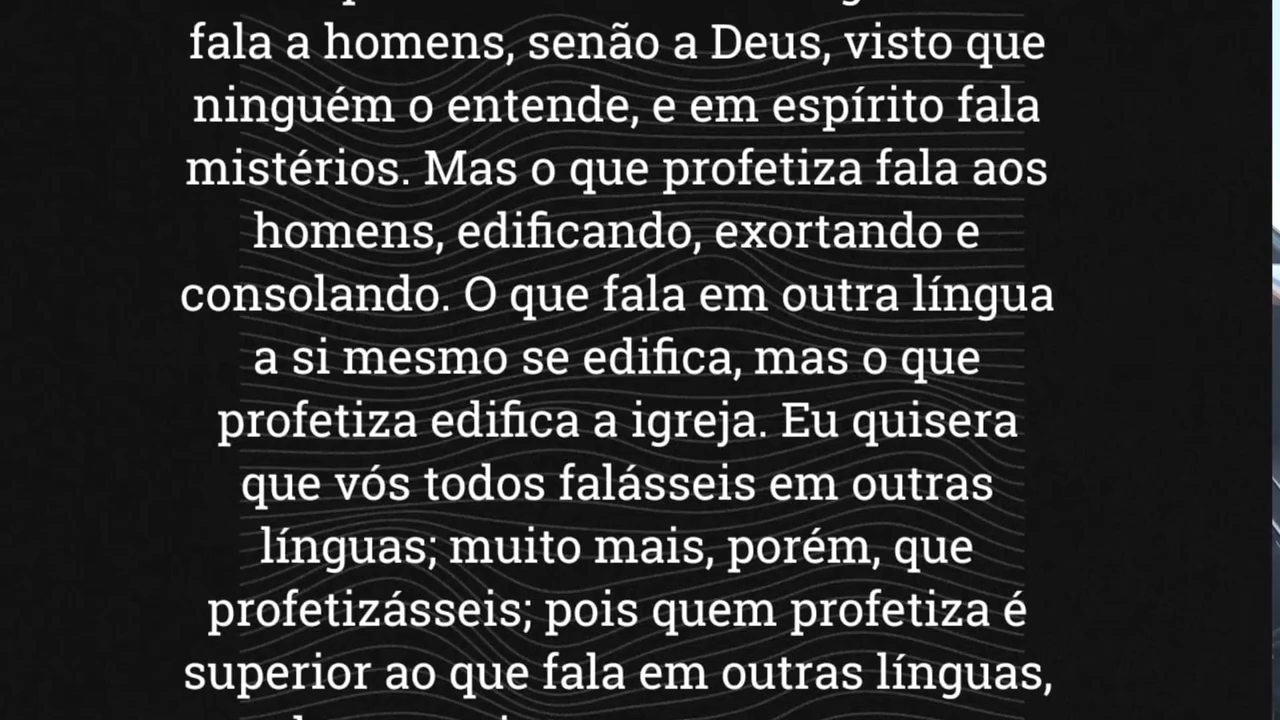 fala a homens, senão a Deus, visto que
ninguém o entende, e em espírito fala
mistérios. Mas o que profetiza fala aos
homens, edificando, exortando e
consolando. O que fala em outra língua
a si mesmo se edifica, mas o que
profetiza edifica a igreja. Eu quisera
que vós todos falásseis em outras
línguas; muito mais, porém, que
profetizásseis; pois quem profetiza é
superior ao que fala em outras línguas,